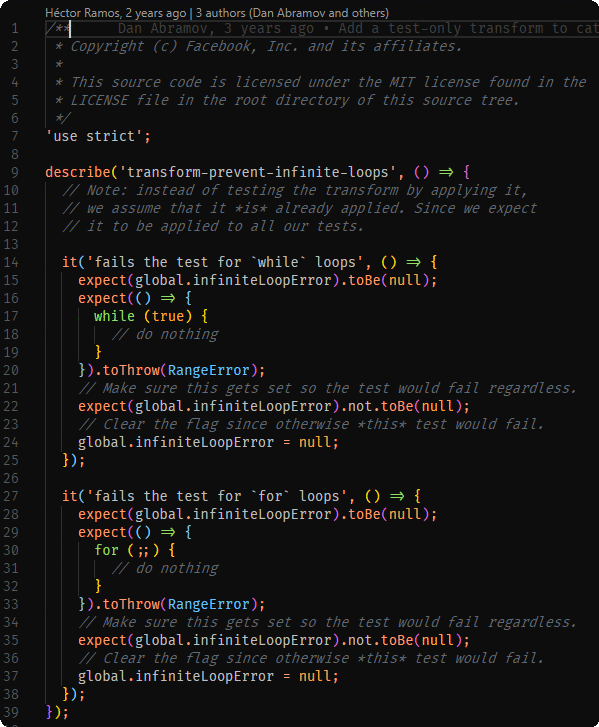 Héctor Ramos, 2 years ago | 3 authors (Dan Abramov and others)
1 /** Dan Abramov, 3 years ago • Add a test-only transform to cat
2  * Copyright (c) Facebook, Inc. and its affiliates.
3  *
4  * This source code is licensed under the MIT license found in the
5  * LICENSE file in the root directory of this source tree.
6  */
7 'use strict';
8
9 describe('transform-prevent-infinite-loops', () => {
10   // Note: instead of testing the transform by applying it,
11   // we assume that it *is* already applied. Since we expect
12   // it to be applied to all our tests.
13
14   it('fails the test for `while` loops', () => {
15     expect(global.infiniteLoopError).toBe(null);
16     expect(() => {
17       while (true) {
18         // do nothing
19       }
20     }).toThrow(RangeError);
21     // Make sure this gets set so the test would fail regardless.
22     expect(global.infiniteLoopError).not.toBe(null);
23     // Clear the flag since otherwise *this* test would fail.
24     global.infiniteLoopError = null;
25   });
26
27   it('fails the test for `for` loops', () => {
28     expect(global.infiniteLoopError).toBe(null);
29     expect(() => {
30       for (;;) {
31         // do nothing
32       }
33     }).toThrow(RangeError);
34     // Make sure this gets set so the test would fail regardless.
35     expect(global.infiniteLoopError).not.toBe(null);
36     // Clear the flag since otherwise *this* test would fail.
37     global.infiniteLoopError = null;
38   });
39 });